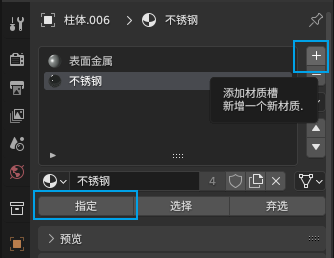 柱体.006 > 不锈钢
表面金属
不锈钢
添加材质槽
新增一个新材质.
不锈钢 4
指定 选择 弃选
预览